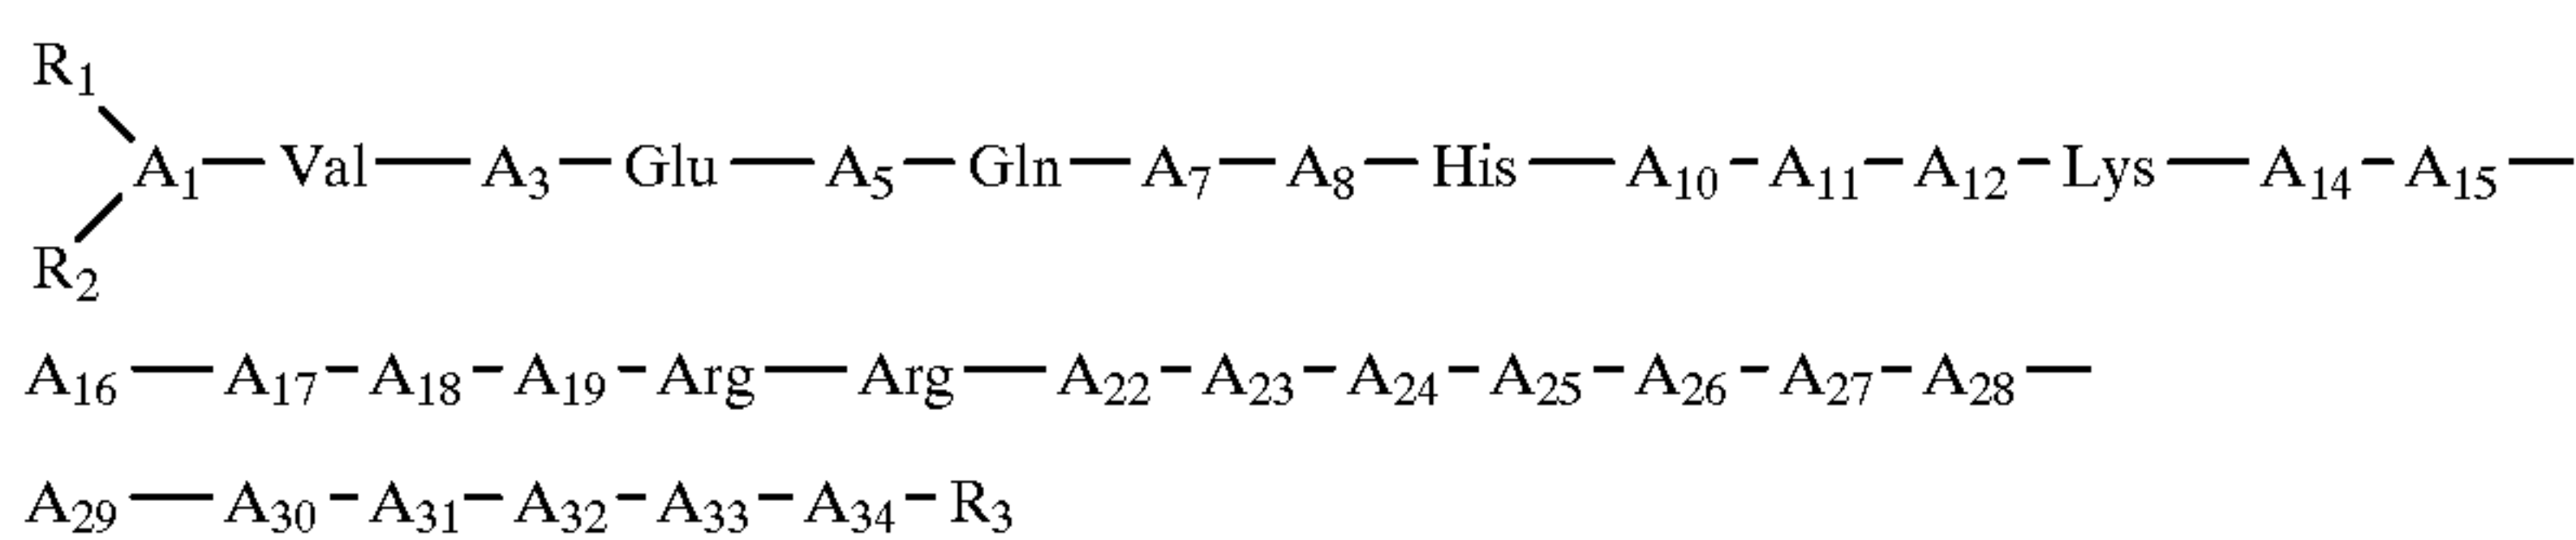 R₁
A₁—Val—A₃—Glu—A₅—Gln—A₇—A₈—His—A₁₀–A₁₁–A₁₂–Lys—A₁₄–A₁₅—
R₂
A₁₆—A₁₇–A₁₈–A₁₉–Arg—Arg—A₂₂–A₂₃–A₂₄–A₂₅–A₂₆–A₂₇–A₂₈—
A₂₉—A₃₀–A₃₁–A₃₂–A₃₃–A₃₄–R₃